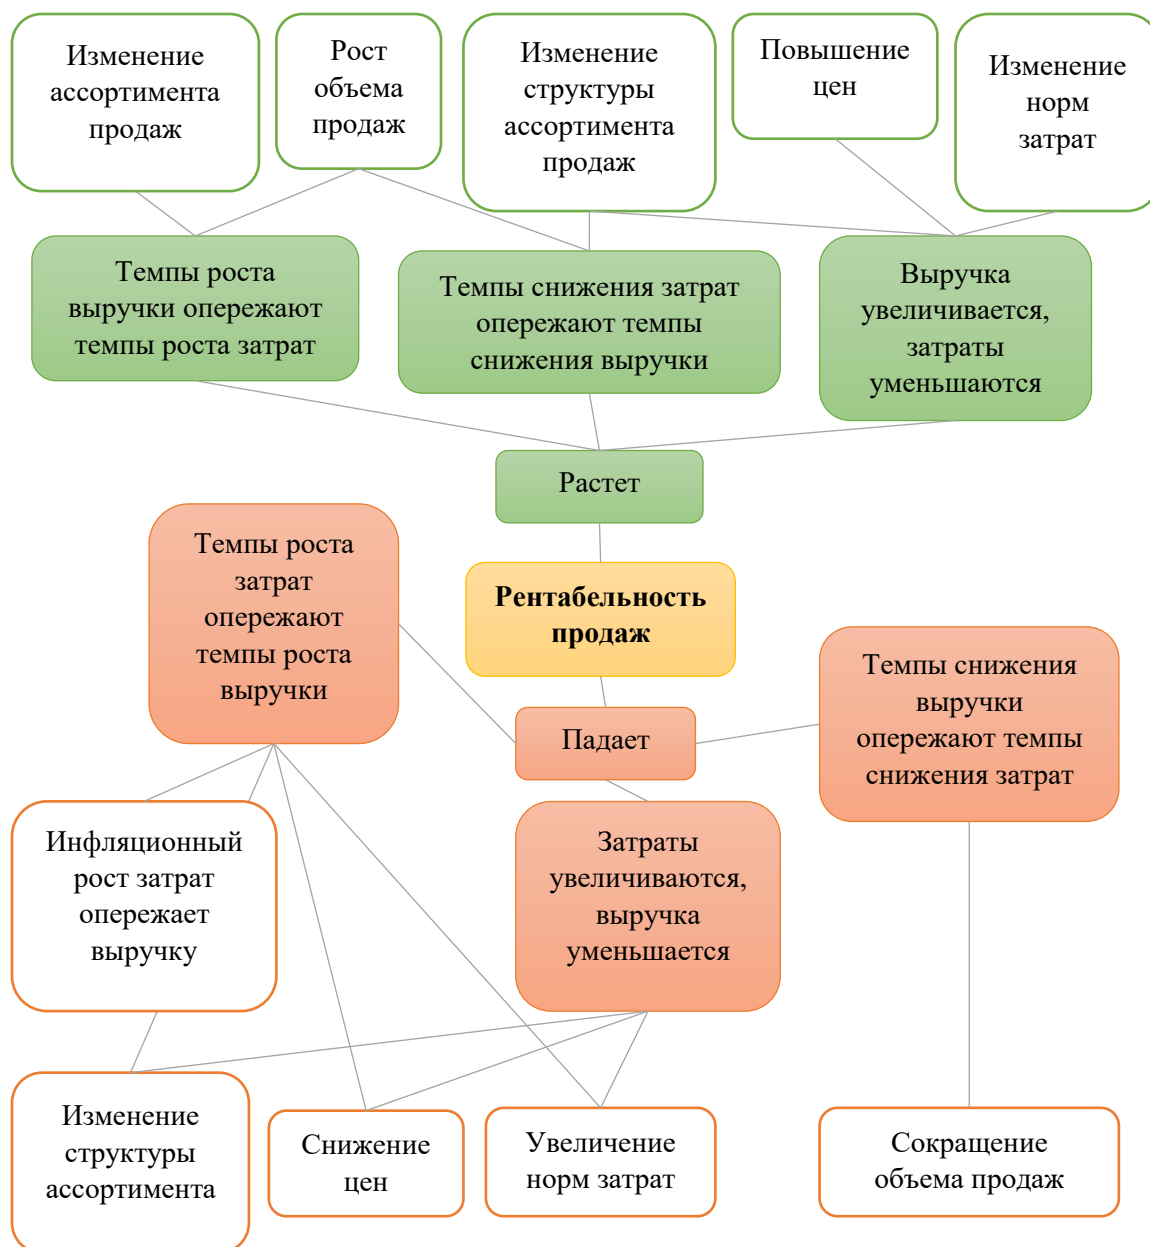 Изменение
ассортимента
продаж
Рост
объема
продаж
Изменение
структуры
ассортимента
продаж
Повышение
цен
Изменение
норм
затрат
Темпы роста
выручки опережают
темпы роста затрат
Темпы снижения затрат
опережают темпы
снижения выручки
Выручка
увеличивается,
затраты
уменьшаются
Растет
Темпы роста
затрат
опережают
темпы роста
выручки
Рентабельность
продаж
Темпы снижения
выручки
опережают темпы
снижения затрат
Падает
Инфляционный
рост затрат
опережает
выручку
Затраты
увеличиваются,
выручка
уменьшается
Изменение
структуры
ассортимента
Снижение
цен
Увеличение
норм затрат
Сокращение
объема продаж